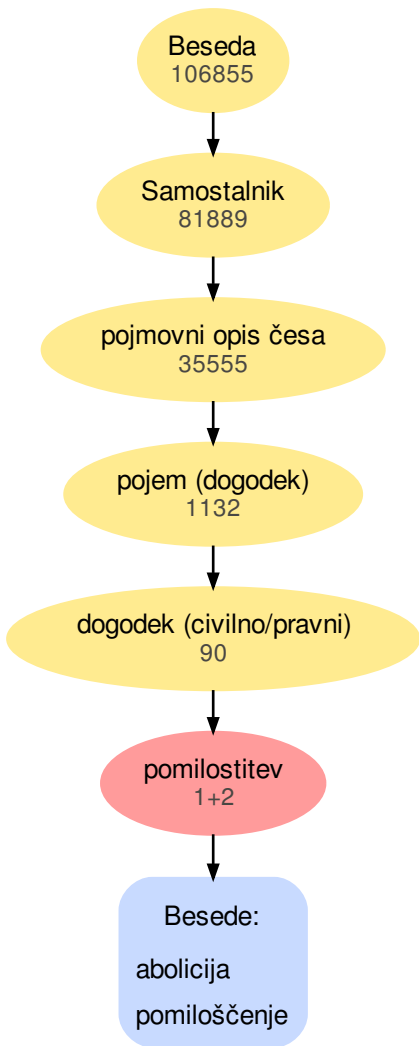 Beseda
106855
Samostalnik
81889
pojmovni opis česa
35555
pojem (dogodek)
1132
dogodek (civilno/pravni)
90
pomilostitev
1+2
Besede:
abolicija
pomiloščenje